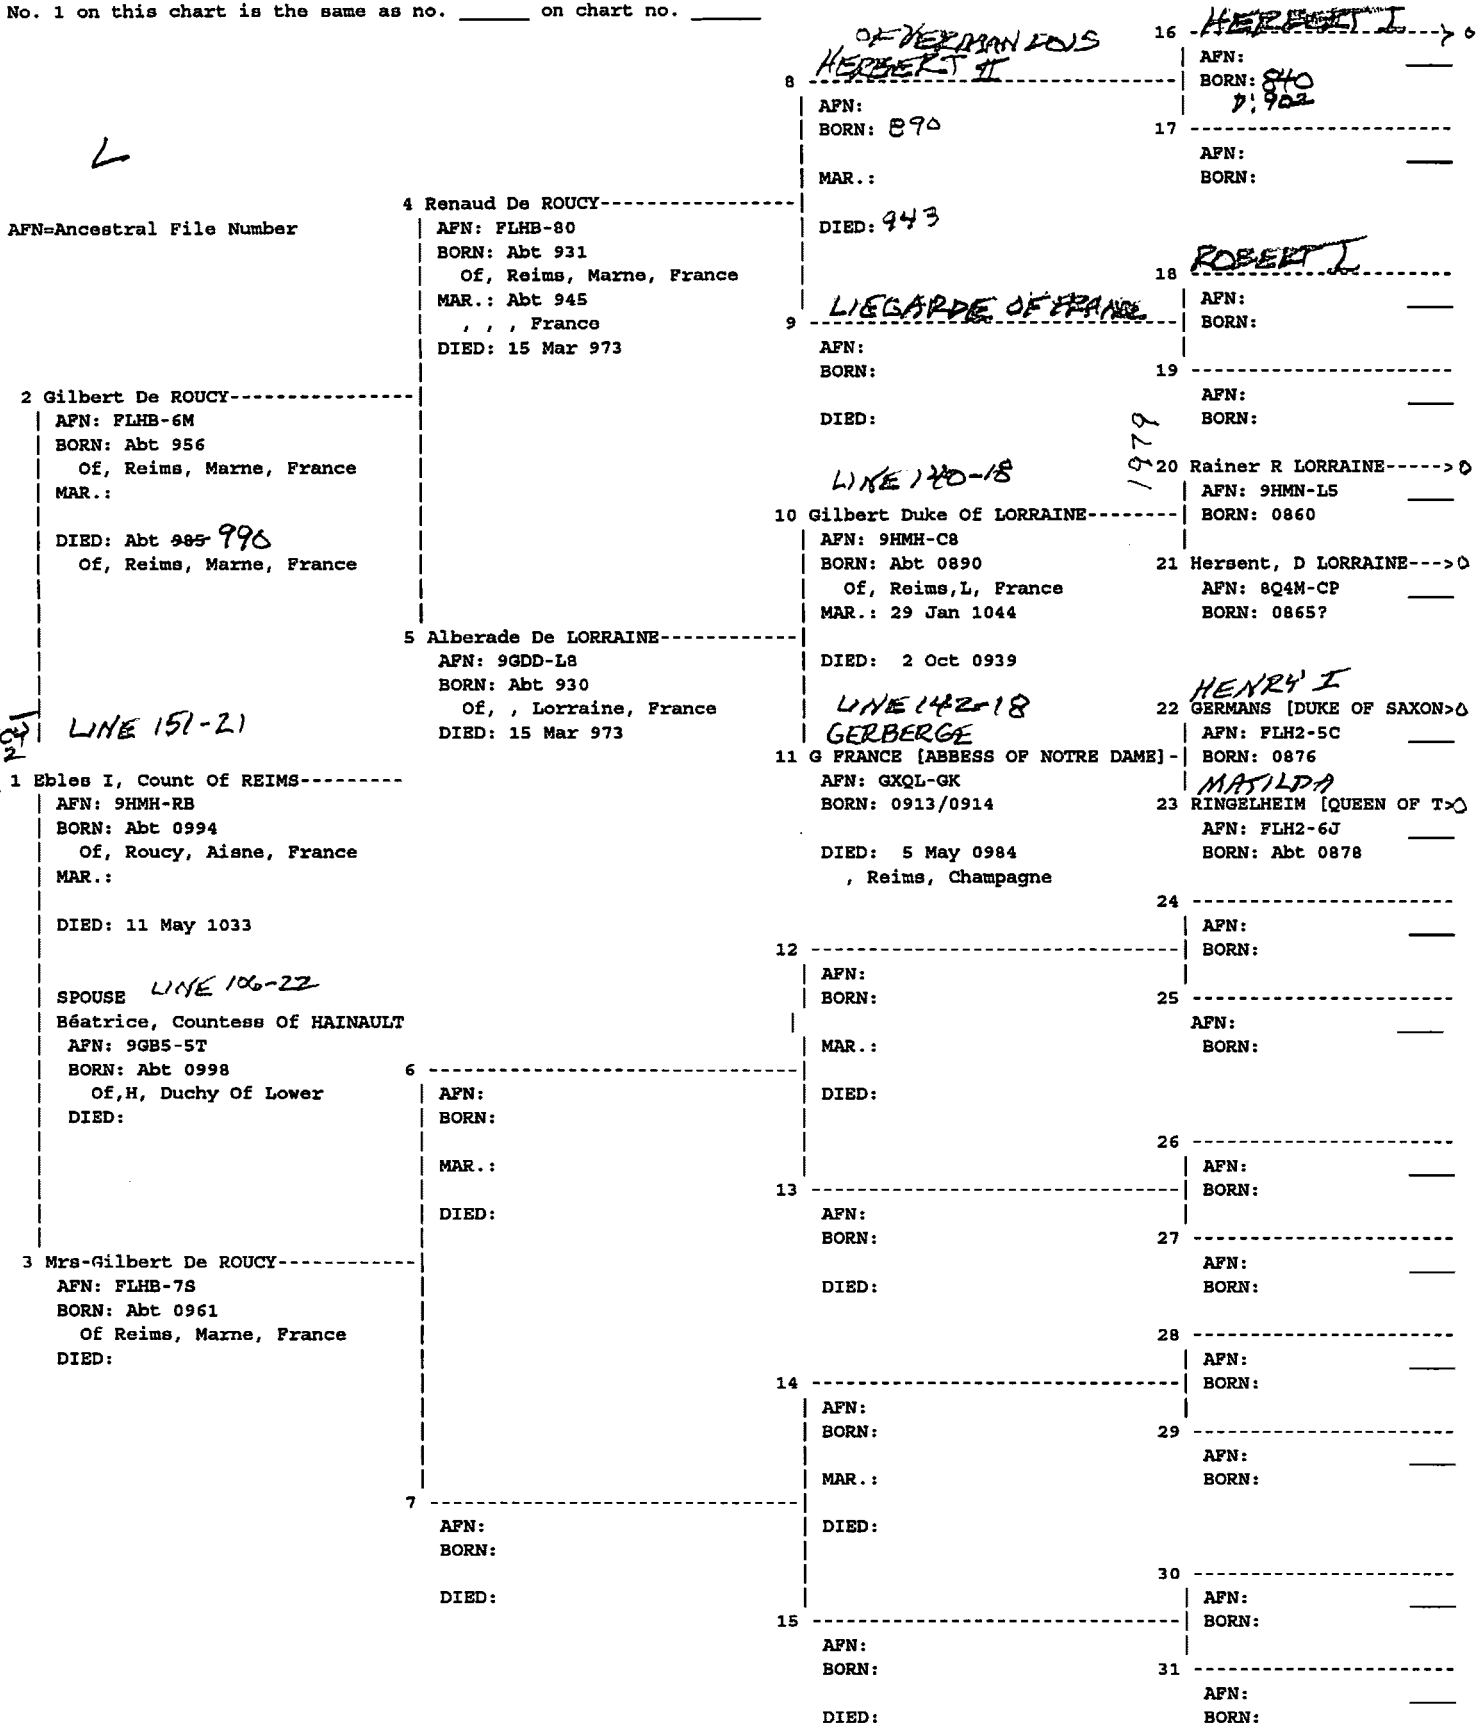 No. 1 on this chart is the same as no. _____ on chart no. _____
L
AFN=Ancestral File Number
2 Gilbert De ROUCY
AFN: FLHB-6M
BORN: Abt 956
Of, Reims, Marne, France
MAR.:
DIED: Abt 985 990
Of, Reims, Marne, France
LINE 151-21
1 Ebles I, Count Of REIMS
AFN: 9HMH-RB
BORN: Abt 0994
Of, Roucy, Aisne, France
MAR.:
DIED: 11 May 1033
SPOUSE LINE 106-22
Béatrice, Countess Of HAINAULT
AFN: 9GB5-5T
BORN: Abt 0998
Of,H, Duchy Of Lower
DIED:
3 Mrs-Gilbert De ROUCY
AFN: FLHB-7S
BORN: Abt 0961
Of Reims, Marne, France
DIED:
4 Renaud De ROUCY
AFN: FLHB-80
BORN: Abt 931
Of, Reims, Marne, France
MAR.: Abt 945
, , , France
DIED: 15 Mar 973
5 Alberade De LORRAINE
AFN: 9GDD-L8
BORN: Abt 930
Of, , Lorraine, France
DIED: 15 Mar 973
6
AFN:
BORN:
MAR.:
DIED:
7
AFN:
BORN:
DIED:
OF VERMANDOIS
HERBERT II
8
AFN:
BORN: 890
MAR.:
DIED: 943
LIEGARDE OF FRANCE
9
AFN:
BORN:
DIED:
LINE 140-18
10 Gilbert Duke Of LORRAINE
AFN: 9HMH-C8
BORN: Abt 0890
Of, Reims,L, France
MAR.: 29 Jan 1044
DIED: 2 Oct 0939
LINE 142-18
GERBERGE
11 G FRANCE [ABBESS OF NOTRE DAME]
AFN: GXQL-GK
BORN: 0913/0914
DIED: 5 May 0984
, Reims, Champagne
12
AFN:
BORN:
MAR.:
DIED:
13
AFN:
BORN:
DIED:
14
AFN:
BORN:
MAR.:
DIED:
15
AFN:
BORN:
DIED:
16 HERBERT I
AFN:
BORN: 840
D: 902
17
AFN:
BORN:
ROBERT I
18
AFN:
BORN:
19
AFN:
BORN:
1979
20 Rainer R LORRAINE----->
AFN: 9HMN-L5
BORN: 0860
21 Hersent, D LORRAINE--->
AFN: 8Q4M-CP
BORN: 0865?
HENRY I
22 GERMANS [DUKE OF SAXON>
AFN: FLH2-5C
BORN: 0876
MATILDA
23 RINGELHEIM [QUEEN OF T>
AFN: FLH2-6J
BORN: Abt 0878
24
AFN:
BORN:
25
AFN:
BORN:
26
AFN:
BORN:
27
AFN:
BORN:
28
AFN:
BORN:
29
AFN:
BORN:
30
AFN:
BORN:
31
AFN:
BORN: